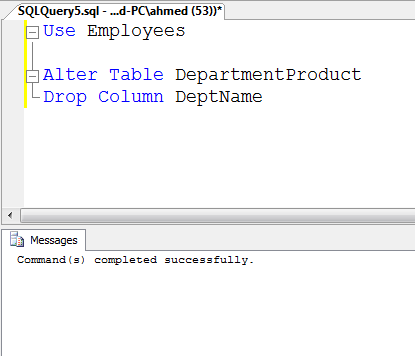 SQLQuery5.sql - ...d-PC\ahmed (53))*
Use Employees
Alter Table DepartmentProduct
Drop Column DeptName
Messages
Command(s) completed successfully.